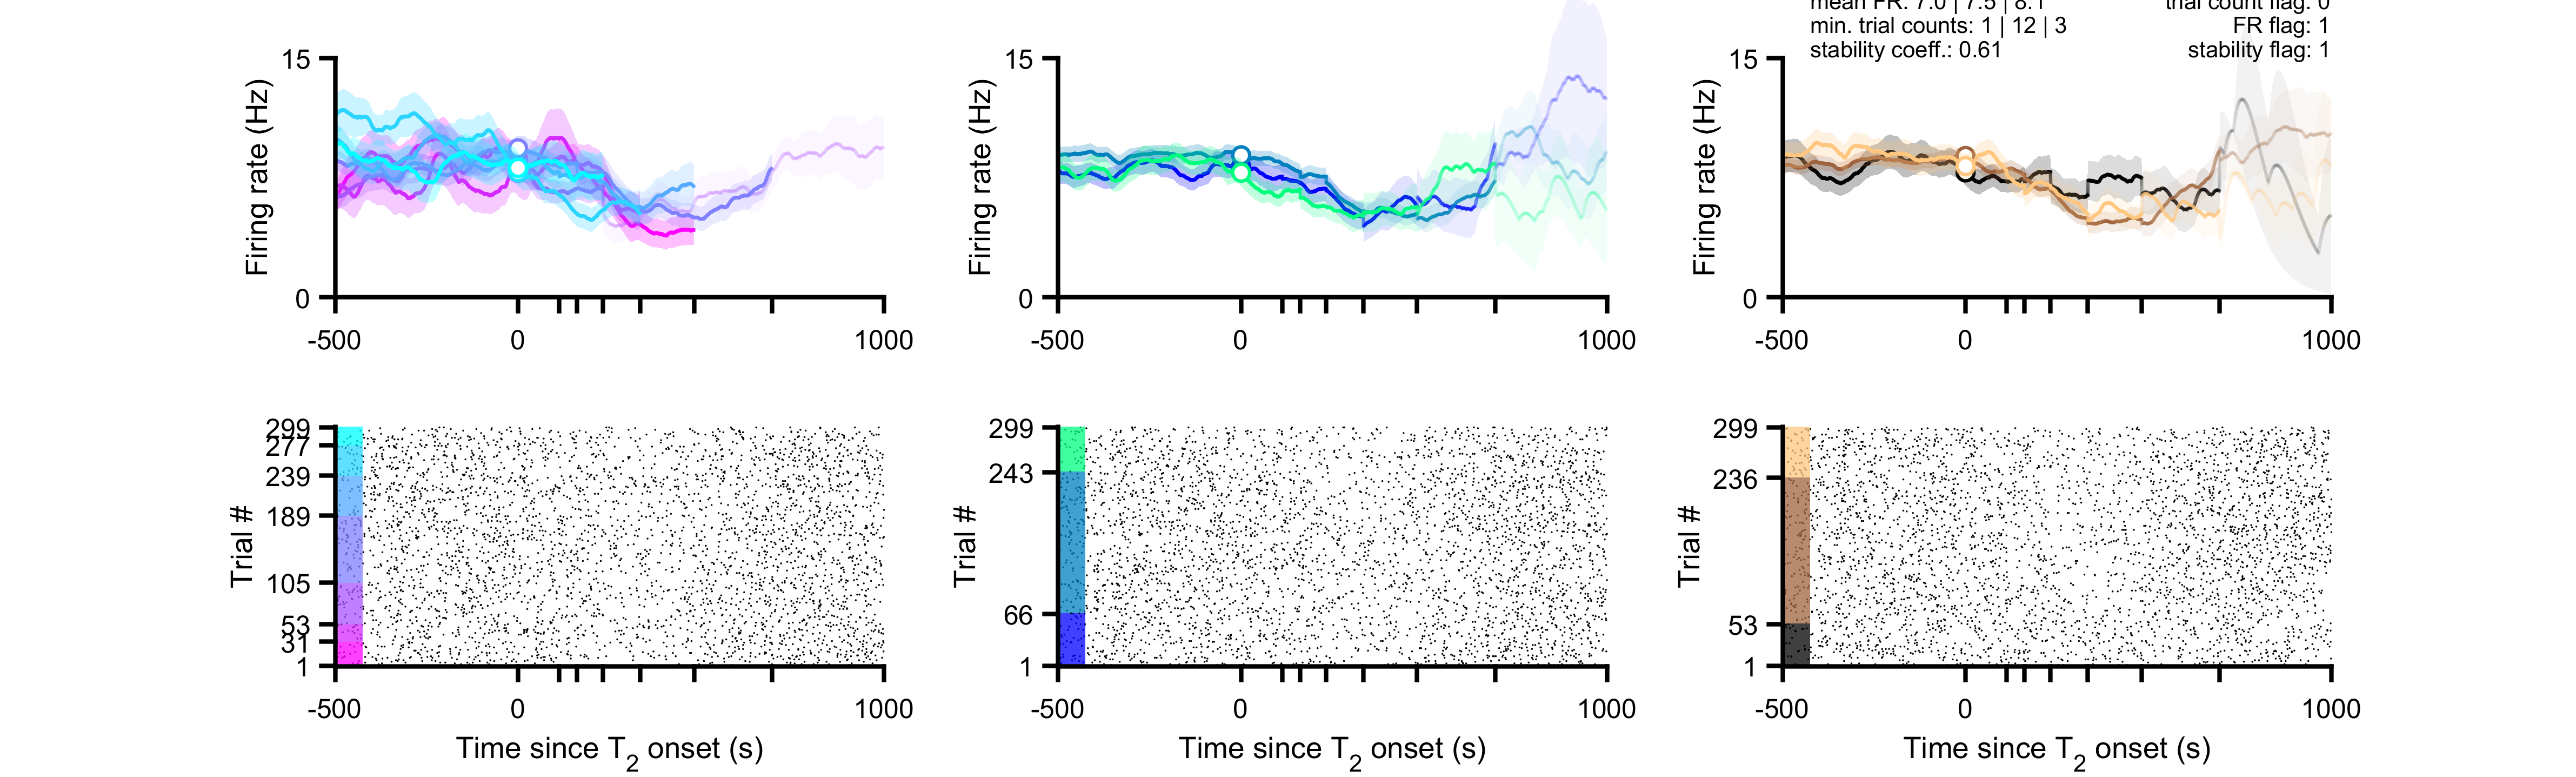 mean FR: 7.0 | 7.5 | 8.1
trial count flag: 0
min. trial counts: 1 | 12 | 3
FR flag: 1
stability coeff.: 0.61
stability flag: 1
15
Firing rate (Hz)
0
-500
0
1000
15
Firing rate (Hz)
0
-500
0
1000
15
Firing rate (Hz)
0
-500
0
1000
299
277
239
189
105
53
31
1
Trial #
-500
0
1000
Time since T2 onset (s)
299
243
66
1
Trial #
-500
0
1000
Time since T2 onset (s)
299
236
53
1
Trial #
-500
0
1000
Time since T2 onset (s)